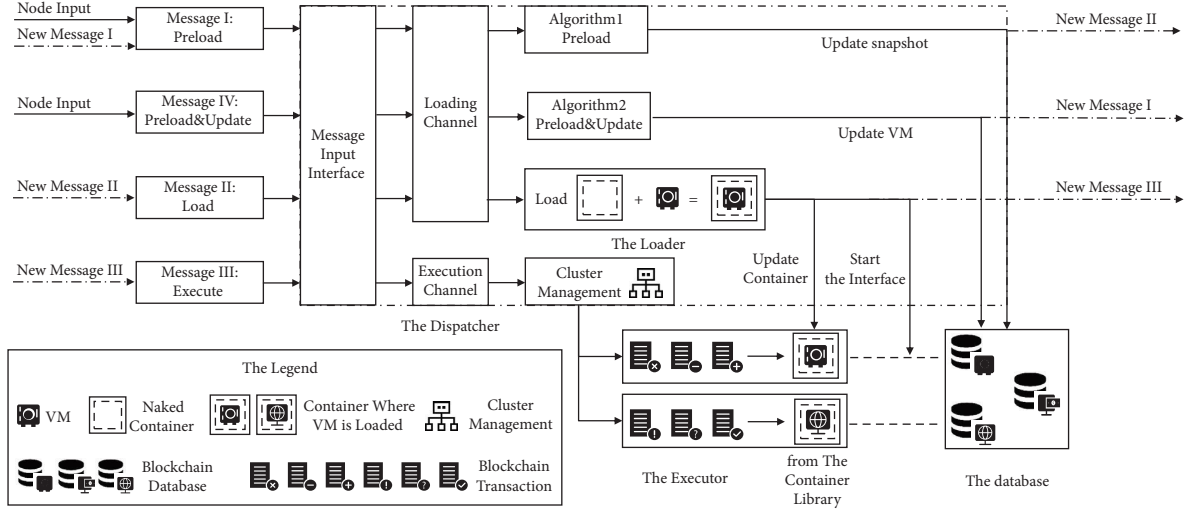 Node Input
New Message I
Message I:
Preload
Algorithm1
Preload
Update snapshot
New Message II
Node Input
Message IV:
Preload&Update
Message
Input
Interface
Loading
Channel
Algorithm2
Preload&Update
Update VM
New Message I
New Message II
Message II:
Load
Load
+
=
New Message III
The Loader
New Message III
Message III:
Execute
Execution
Channel
Cluster
Management
Update
Container
Start
the Interface
The Dispatcher
The Legend
VM
Naked
Container
Container Where
VM is Loaded
Cluster
Management
Blockchain
Database
Blockchain
Transaction
The Executor
from The
Container
Library
The database